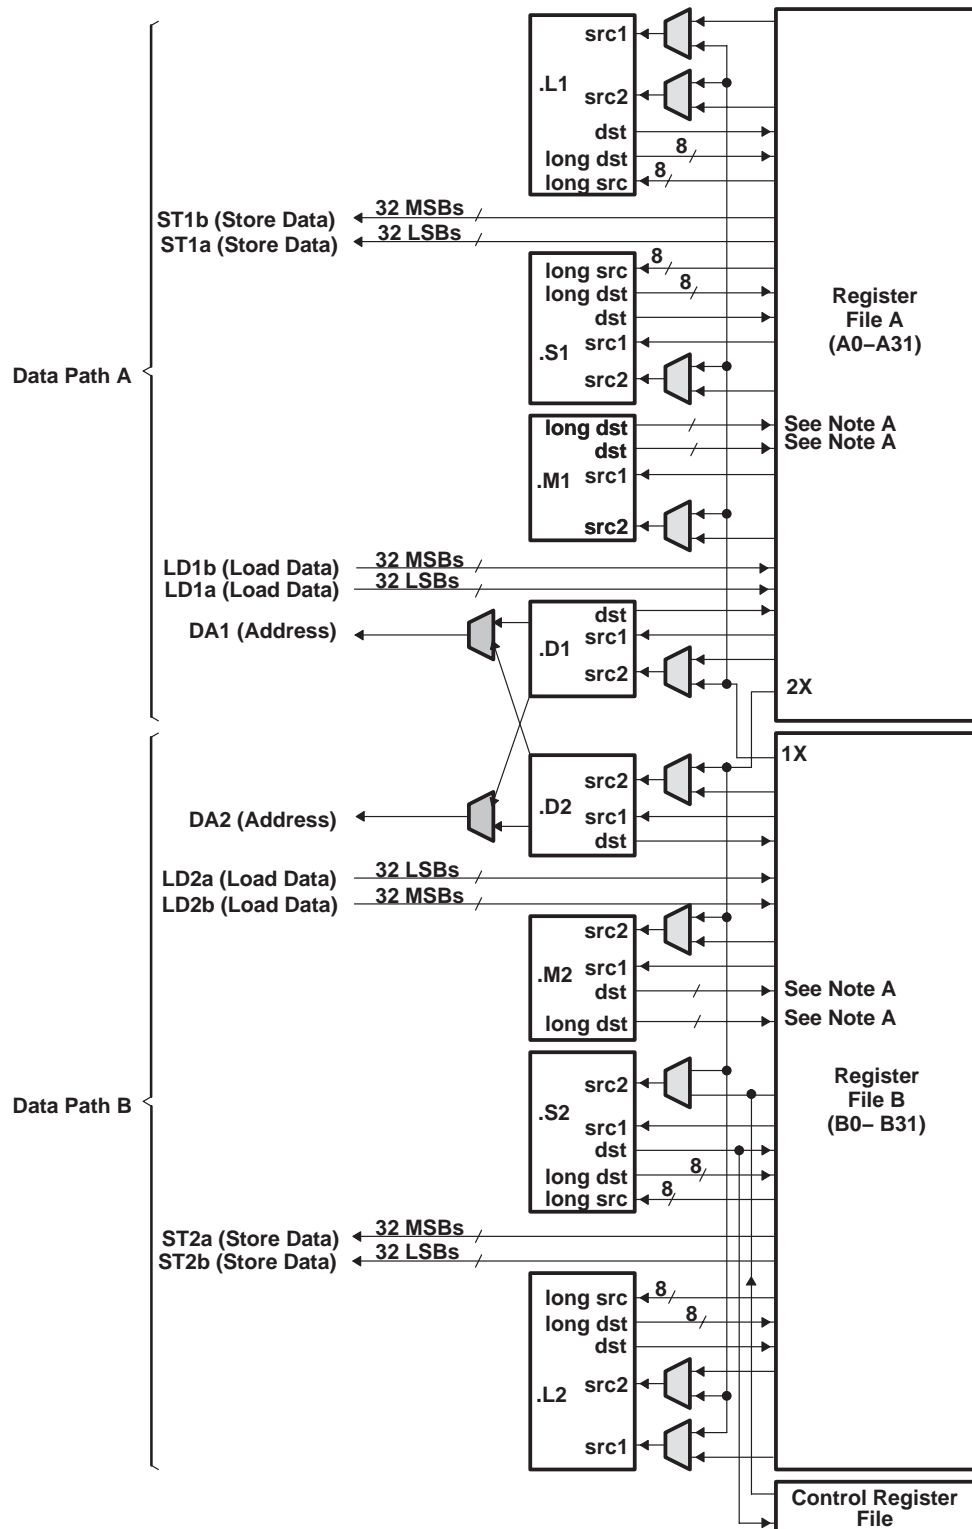 src1
.L1
src2
dst
8
long dst
8
long src
32 MSBs
ST1b (Store Data)
32 LSBs
ST1a (Store Data)
8
long src
8
long dst
dst
.S1
src1
src2
Register
File A
(A0–A31)
Data Path A
long dst
See Note A
dst
See Note A
.M1
src1
src2
32 MSBs
LD1b (Load Data)
32 LSBs
LD1a (Load Data)
DA1 (Address)
dst
src1
.D1
src2
2X
1X
src2
.D2
src1
dst
DA2 (Address)
32 LSBs
LD2a (Load Data)
32 MSBs
LD2b (Load Data)
src2
.M2
src1
dst
See Note A
long dst
See Note A
src2
.S2
src1
dst
8
long dst
8
long src
Register
File B
(B0– B31)
Data Path B
32 MSBs
ST2a (Store Data)
32 LSBs
ST2b (Store Data)
8
long src
8
long dst
dst
.L2
src2
src1
Control Register
File